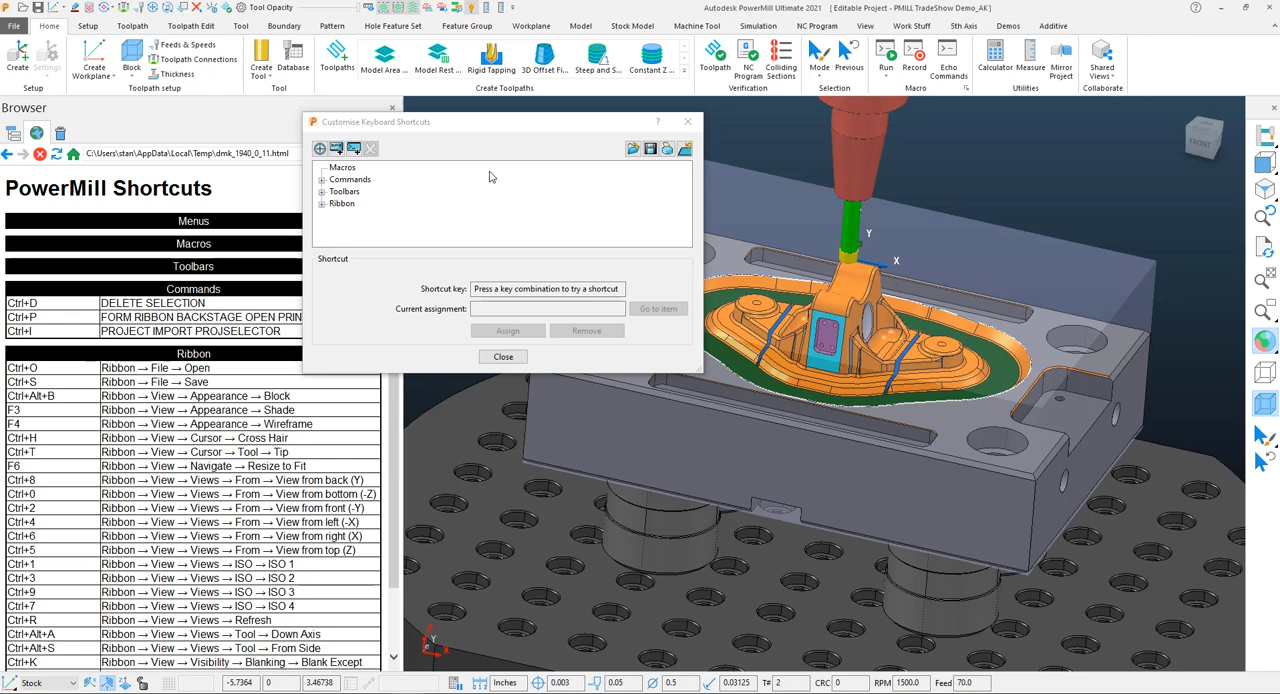 Tool Opacity
Autodesk PowerMill Ultimate 2021 - [ Editable Project - PMILL TradeShow Demo_AK ]
File Home Setup Toolpath Toolpath Edit Tool Boundary Pattern Hole Feature Set Feature Group Workplane Model Stock Model Machine Tool Simulation NC Program View Work Stuff 5th Axis Demos Additive
Create
Settings
Create Workplane
Block
Feeds & Speeds
Toolpath Connections
Thickness
Create Tool
Database
Toolpaths
Model Area ...
Model Rest ...
Rigid Tapping
3D Offset Fi...
Steep and S...
Constant Z ...
Toolpath
NC Program
Colliding Sections
Mode
Previous
Run
Record
Echo Commands
Calculator
Measure
Mirror Project
Shared Views
Setup Toolpath setup Tool Create Toolpaths Verification Selection Macro Utilities Collaborate
Browser
C:\Users\stan\AppData\Local\Temp\dmk_1940_0_11.html
PowerMill Shortcuts
Menus
Macros
Toolbars
Commands
Ctrl+D DELETE SELECTION
Ctrl+P FORM RIBBON BACKSTAGE OPEN PRIN
Ctrl+I PROJECT IMPORT PROJSELECTOR
Ribbon
Ctrl+O Ribbon → File → Open
Ctrl+S Ribbon → File → Save
Ctrl+Alt+B Ribbon → View → Appearance → Block
F3 Ribbon → View → Appearance → Shade
F4 Ribbon → View → Appearance → Wireframe
Ctrl+H Ribbon → View → Cursor → Cross Hair
Ctrl+T Ribbon → View → Cursor → Tool → Tip
F6 Ribbon → View → Navigate → Resize to Fit
Ctrl+8 Ribbon → View → Views → From → View from back (Y)
Ctrl+0 Ribbon → View → Views → From → View from bottom (-Z)
Ctrl+2 Ribbon → View → Views → From → View from front (-Y)
Ctrl+4 Ribbon → View → Views → From → View from left (-X)
Ctrl+6 Ribbon → View → Views → From → View from right (X)
Ctrl+5 Ribbon → View → Views → From → View from top (Z)
Ctrl+1 Ribbon → View → Views → ISO → ISO 1
Ctrl+3 Ribbon → View → Views → ISO → ISO 2
Ctrl+9 Ribbon → View → Views → ISO → ISO 3
Ctrl+7 Ribbon → View → Views → ISO → ISO 4
Ctrl+R Ribbon → View → Views → Refresh
Ctrl+Alt+A Ribbon → View → Views → Tool → Down Axis
Ctrl+Alt+S Ribbon → View → Views → Tool → From Side
Ctrl+K Ribbon → View → Visibility → Blanking → Blank Except
Customise Keyboard Shortcuts
Macros
Commands
Toolbars
Ribbon
Shortcut
Shortcut key: Press a key combination to try a shortcut
Current assignment: Go to item
Assign Remove
Close
FRONT
Y
X
Y
X
Stock -5.7364 0 3.46738 Inches 0.003 0.05 0.5 0.03125 T# 2 CRC 0 RPM 1500.0 Feed 70.0